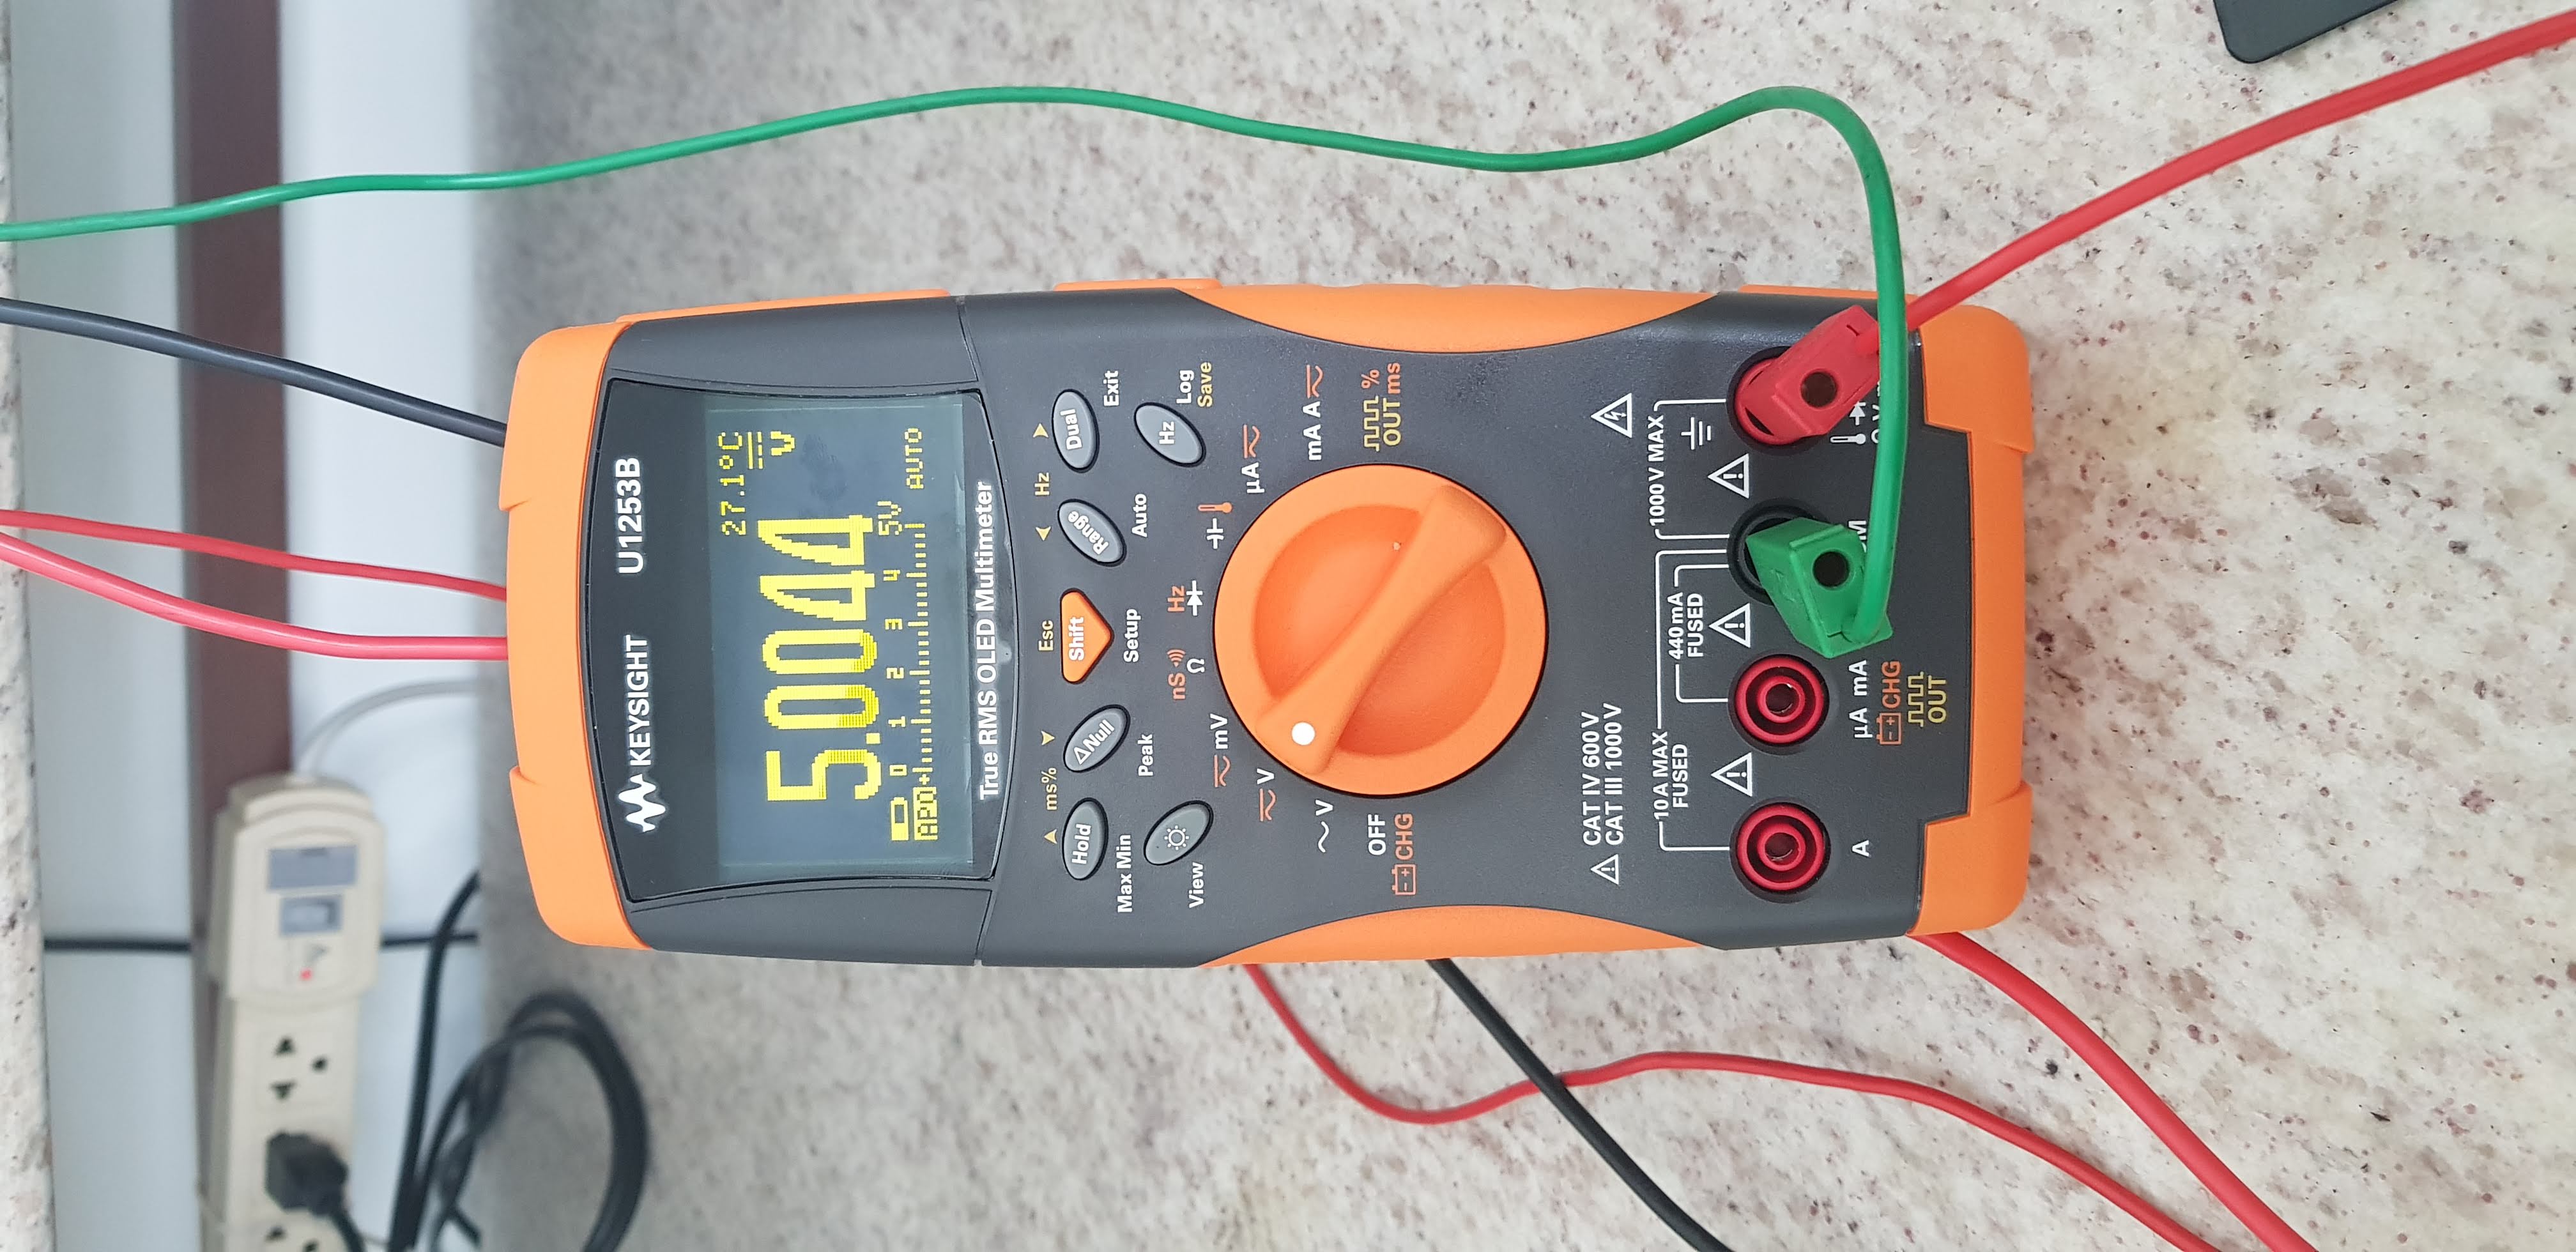 KEYSIGHT U1253B
27.1°C
5.0044 V
0 1 2 3 4 5V
APO + AUTO
True RMS OLED Multimeter
ms% Esc Hz
Hold ΔNull Shift Range Dual
Max Min Peak Setup Auto Exit
View Hz Log
Save
nS Hz
Ω
mV
V
μA
V
mA A
OFF
CHG
%
OUT ms
CAT IV 600 V
CAT III 1000 V
10 A MAX
FUSED
440 mA
FUSED
1000 V MAX
A
μA mA
CHG
OUT